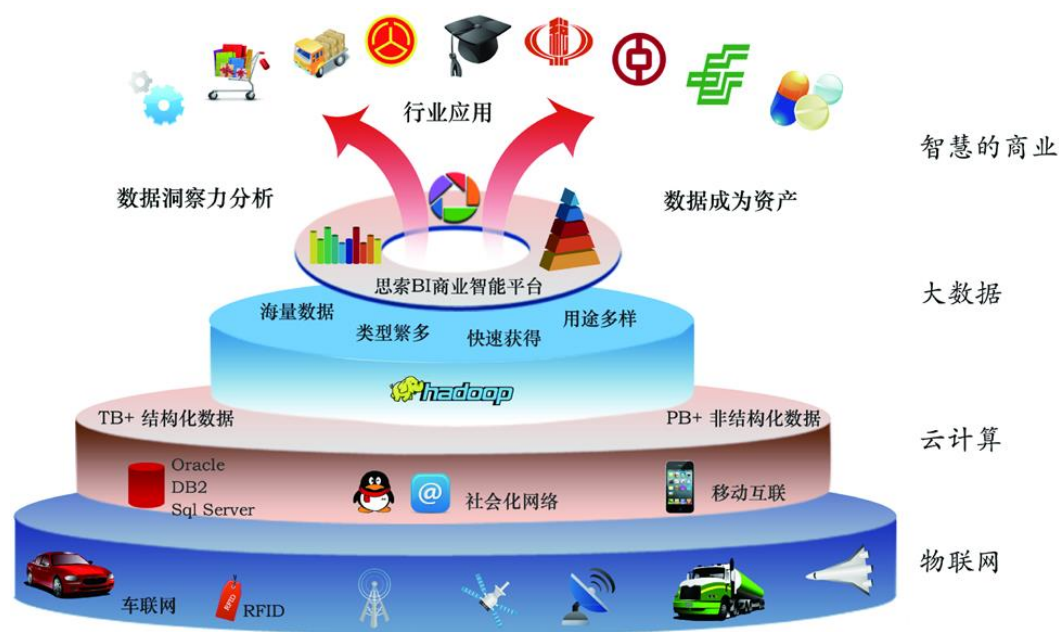 行业应用
智慧的商业
数据洞察力分析
数据成为资产
思索BI商业智能平台
大数据
海量数据
类型繁多
快速获得
用途多样
hadoop
TB+ 结构化数据
PB+ 非结构化数据
云计算
Oracle
DB2
Sql Server
@
社会化网络
移动互联
物联网
车联网
RFID
RFID